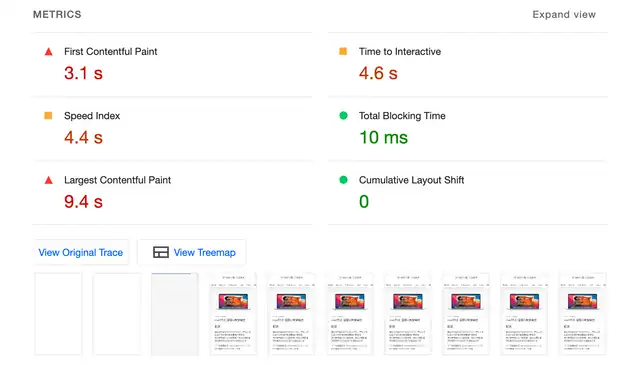 METRICS
Expand view
First Contentful Paint
3.1 s
Time to Interactive
4.6 s
Speed Index
4.4 s
Total Blocking Time
10 ms
Largest Contentful Paint
9.4 s
Cumulative Layout Shift
0
View Original Trace
View Treemap